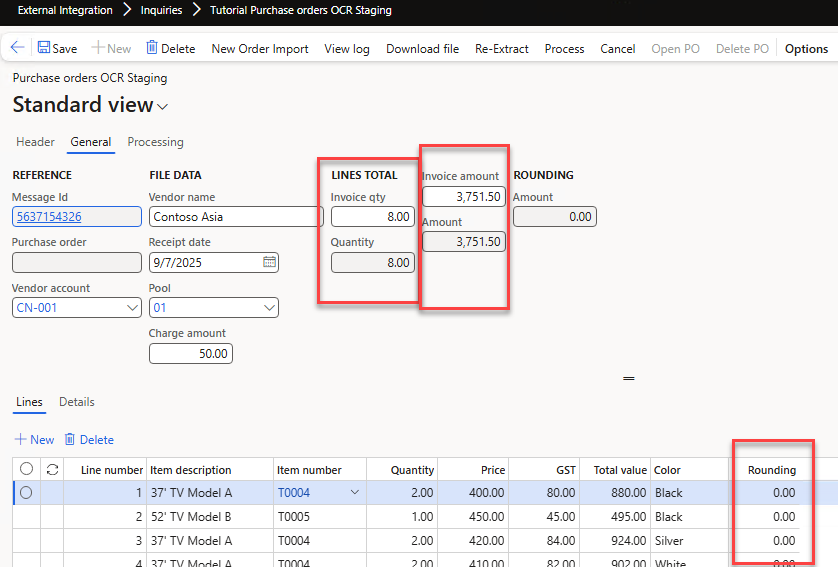 External Integration > Inquiries > Tutorial Purchase orders OCR Staging
Save New Delete New Order Import View log Download file Re-Extract Process Cancel Open PO Delete PO Options
Purchase orders OCR Staging
Standard view
Header General Processing
REFERENCE
Message Id
5637154326
Purchase order
Vendor account
CN-001
FILE DATA
Vendor name
Contoso Asia
Receipt date
9/7/2025
Pool
01
Charge amount
50.00
LINES TOTAL
Invoice qty
8.00
Quantity
8.00
Invoice amount
3,751.50
Amount
3,751.50
ROUNDING
Amount
0.00
Lines Details
New Delete
Line number Item description Item number Quantity Price GST Total value Color Rounding
1 37' TV Model A T0004 2.00 400.00 80.00 880.00 Black 0.00
2 52' TV Model B T0005 1.00 450.00 45.00 495.00 Black 0.00
3 37' TV Model A T0004 2.00 420.00 84.00 924.00 Silver 0.00
4 37' TV Model A T0004 2.00 410.00 82.00 902.00 White 0.00